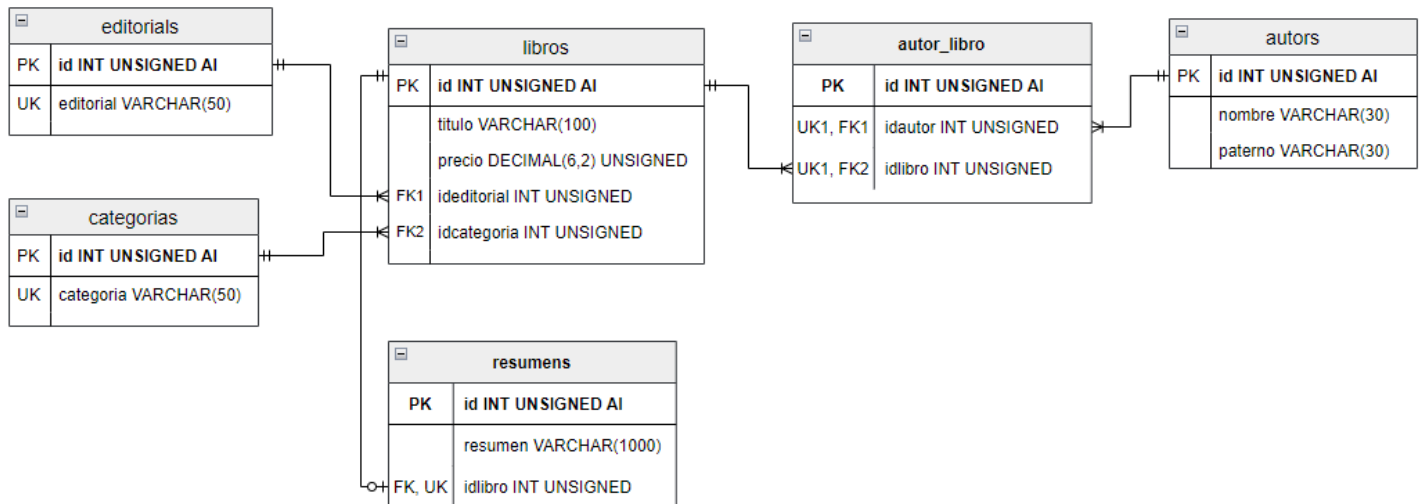 editorials
PK id INT UNSIGNED AI
UK editorial VARCHAR(50)
categorias
PK id INT UNSIGNED AI
UK categoria VARCHAR(50)
libros
PK id INT UNSIGNED AI
titulo VARCHAR(100)
precio DECIMAL(6,2) UNSIGNED
FK1 ideditorial INT UNSIGNED
FK2 idcategoria INT UNSIGNED
resumens
PK id INT UNSIGNED AI
resumen VARCHAR(1000)
FK, UK idlibro INT UNSIGNED
autor_libro
PK id INT UNSIGNED AI
UK1, FK1 idautor INT UNSIGNED
UK1, FK2 idlibro INT UNSIGNED
autors
PK id INT UNSIGNED AI
nombre VARCHAR(30)
paterno VARCHAR(30)